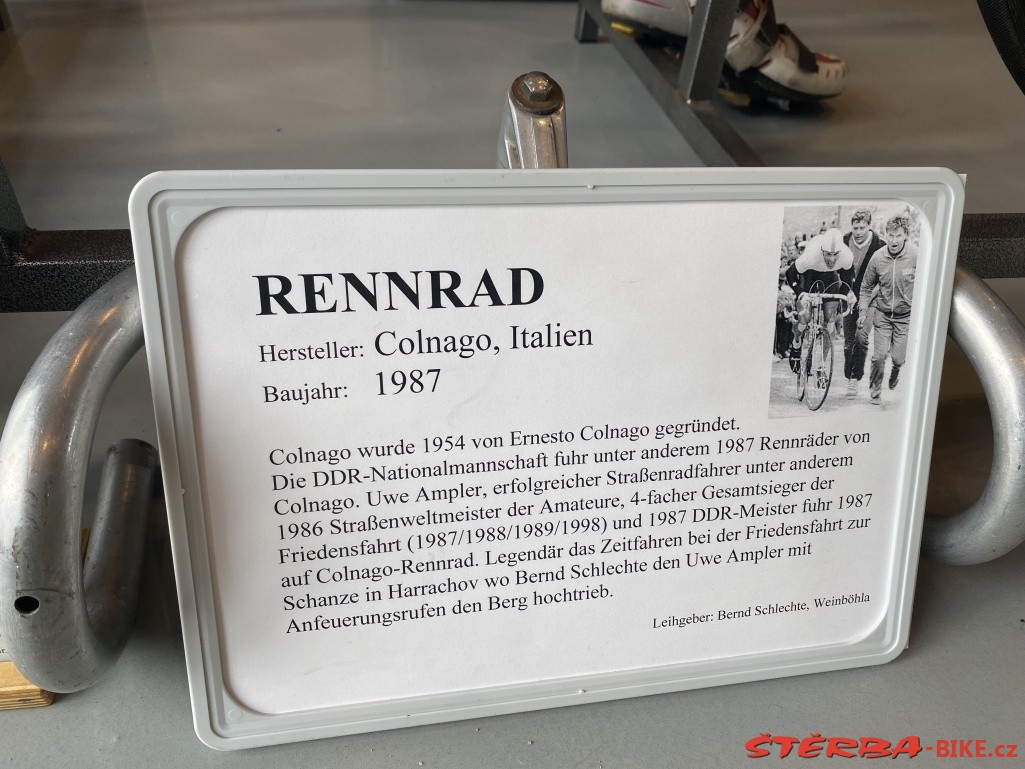 RENNRAD
Hersteller: Colnago, Italien
Baujahr: 1987
Colnago wurde 1954 von Ernesto Colnago gegründet.
Die DDR-Nationalmannschaft fuhr unter anderem 1987 Rennräder von
Colnago. Uwe Ampler, erfolgreicher Straßenradfahrer unter anderem
1986 Straßenweltmeister der Amateure, 4-facher Gesamtsieger der
Friedensfahrt (1987/1988/1989/1998) und 1987 DDR-Meister fuhr 1987
auf Colnago-Rennrad. Legendär das Zeitfahren bei der Friedensfahrt zur
Schanze in Harrachov wo Bernd Schlechte den Uwe Ampler mit
Anfeuerungsrufen den Berg hochtrieb.
Leihgeber: Bernd Schlechte, Weinböhla
ŠTĚRBA-BIKE.cz